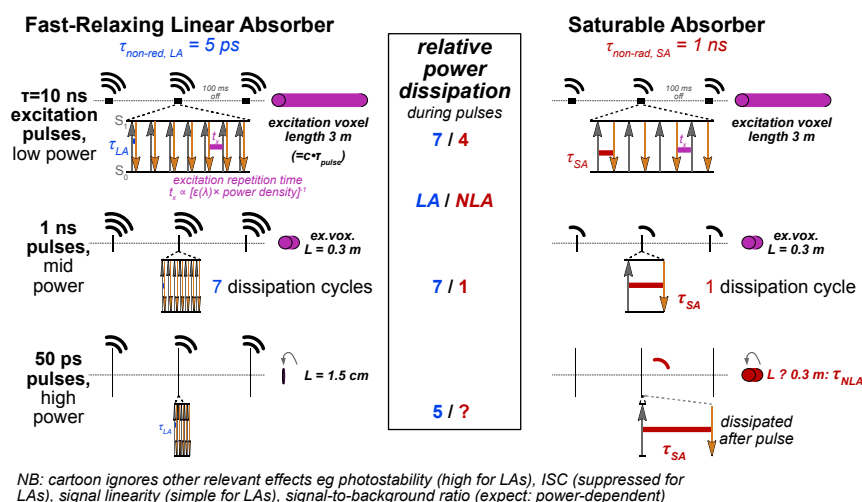 Fast-Relaxing Linear Absorber
τnon-red, LA = 5 ps
Saturable Absorber
τnon-rad, SA = 1 ns
relative
power
dissipation
during pulses
7 / 4
LA / NLA
7 / 1
5 / ?
τ=10 ns
excitation
pulses,
low power
100 ms
off
excitation voxel
length 3 m
(=c•τpulse)
S1
S0
τLA
tx
excitation repetition time
tx ∝ [ε(λ)× power density]-1
100 ms
off
excitation voxel
length 3 m
τSA
tx
1 ns
pulses,
mid
power
ex.vox.
L = 0.3 m
7 dissipation cycles
ex.vox.
L = 0.3 m
1 dissipation cycle
τSA
50 ps
pulses,
high
power
L = 1.5 cm
τLA
L ? 0.3 m: τNLA
dissipated
after pulse
τSA
NB: cartoon ignores other relevant effects eg photostability (high for LAs), ISC (suppressed for
LAs), signal linearity (simple for LAs), signal-to-background ratio (expect: power-dependent)